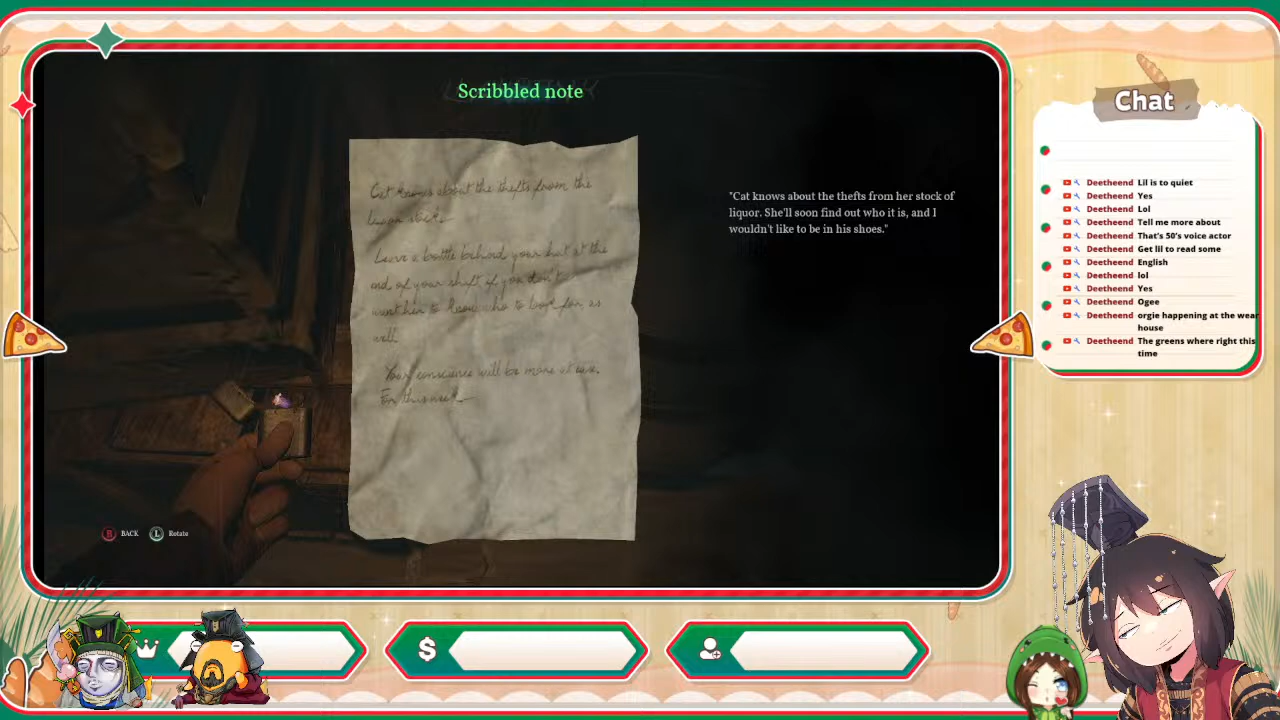 Scribbled note
Cat knows about the thefts from the
liquor stock.
Leave a bottle behind your hut at the
end of your shift if you don't
want him to know who to look for, as
well.
Your conscience will be more at ease.
For this week
"Cat knows about the thefts from her stock of
liquor. She'll soon find out who it is, and I
wouldn't like to be in his shoes."
B BACK L Rotate
Chat
Deetheend Lil is to quiet
Deetheend Yes
Deetheend Lol
Deetheend Tell me more about
Deetheend That's 50's voice actor
Deetheend Get lil to read some
Deetheend English
Deetheend lol
Deetheend Yes
Deetheend Ogee
Deetheend orgie happening at the wear
house
Deetheend The greens where right this
time
$